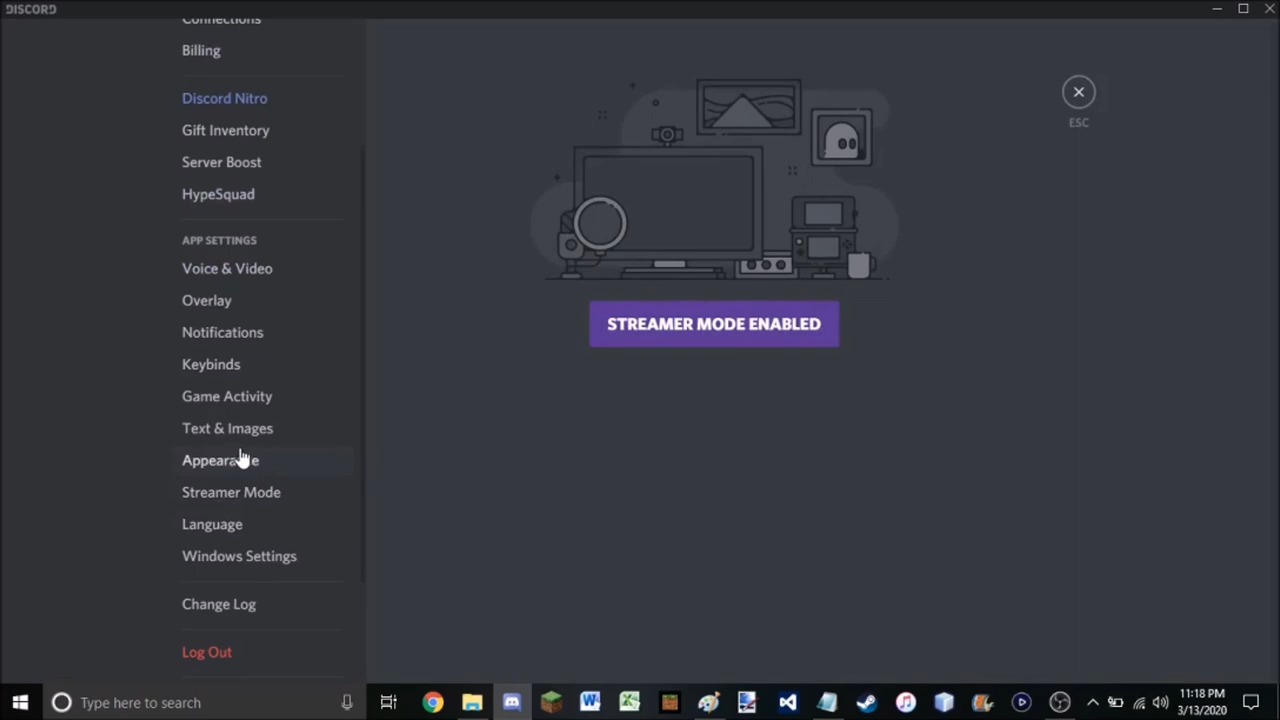 DISCORD
Connections
Billing
Discord Nitro
Gift Inventory
Server Boost
HypeSquad
APP SETTINGS
Voice & Video
Overlay
Notifications
Keybinds
Game Activity
Text & Images
Appearance
Streamer Mode
Language
Windows Settings
Change Log
Log Out
ESC
STREAMER MODE ENABLED
Type here to search
11:18 PM
3/13/2020